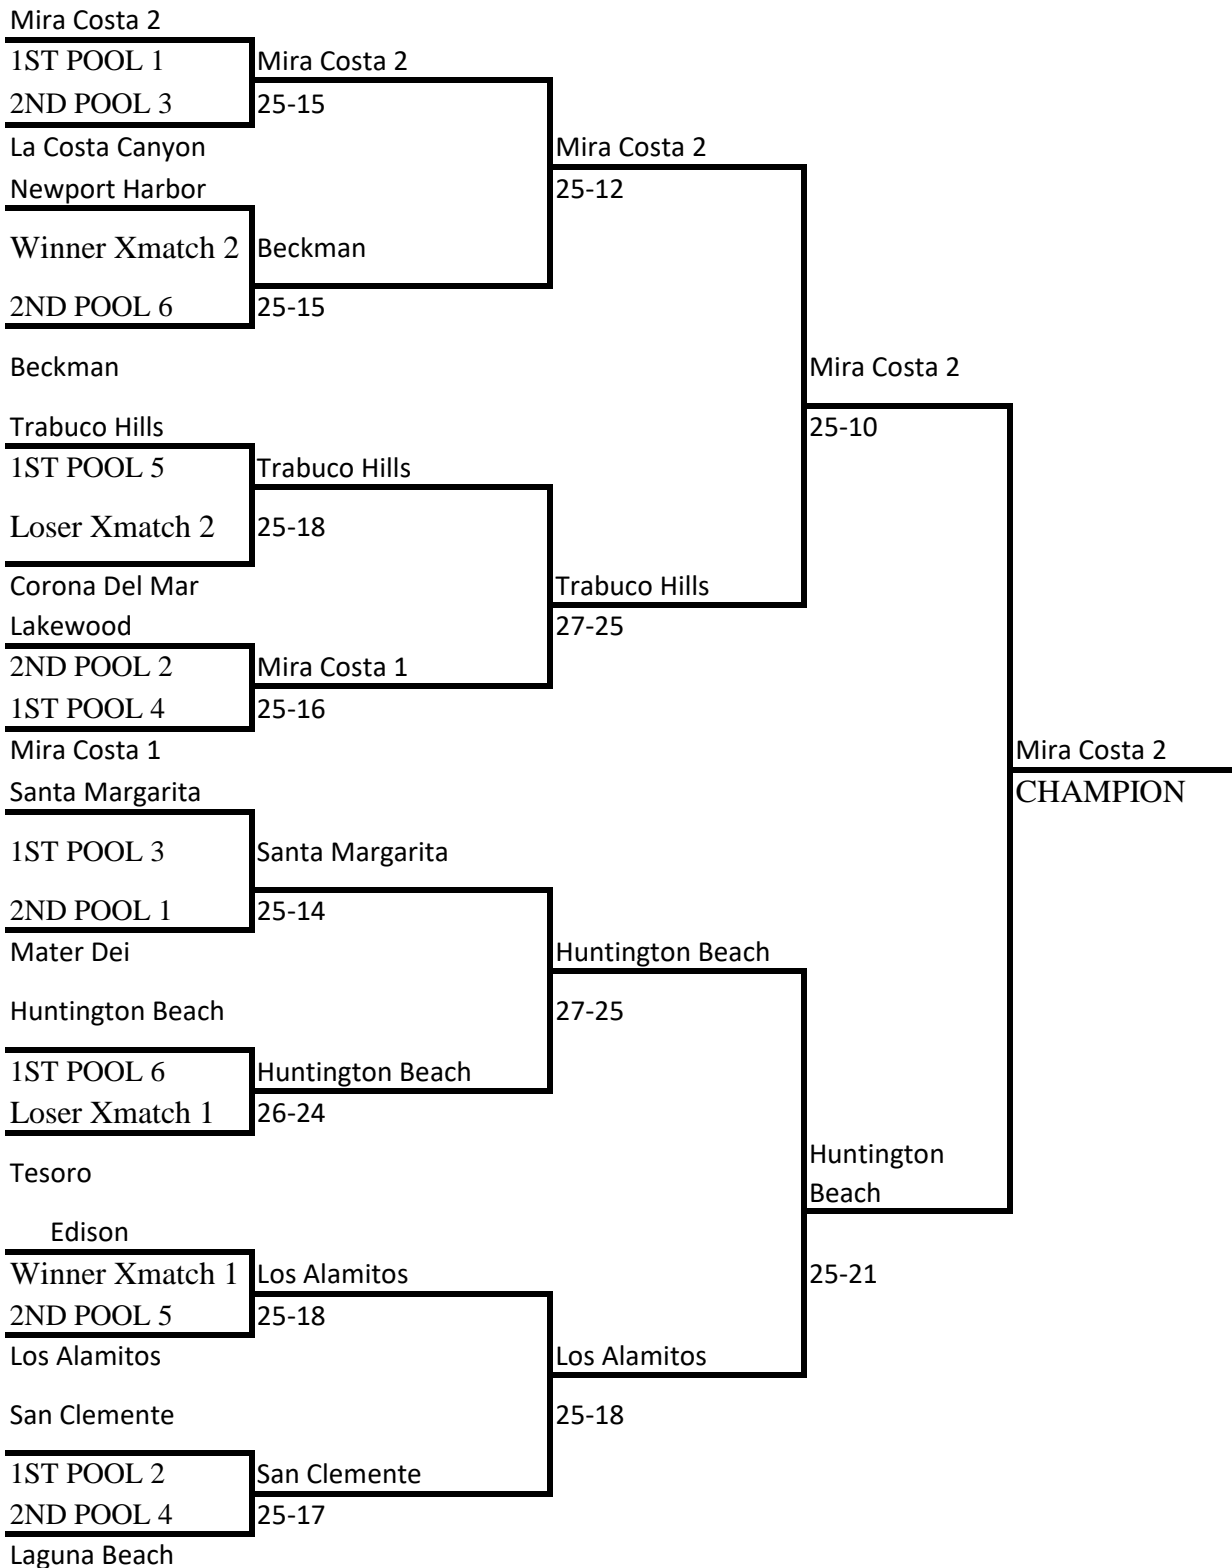 Mira Costa 2
1ST POOL 1
Mira Costa 2
2ND POOL 3
25-15
La Costa Canyon
Mira Costa 2
Newport Harbor
25-12
Winner Xmatch 2
Beckman
2ND POOL 6
25-15
Beckman
Mira Costa 2
Trabuco Hills
25-10
1ST POOL 5
Trabuco Hills
Loser Xmatch 2
25-18
Corona Del Mar
Trabuco Hills
Lakewood
27-25
2ND POOL 2
Mira Costa 1
1ST POOL 4
25-16
Mira Costa 1
Mira Costa 2
Santa Margarita
CHAMPION
1ST POOL 3
Santa Margarita
2ND POOL 1
25-14
Mater Dei
Huntington Beach
Huntington Beach
27-25
1ST POOL 6
Huntington Beach
Loser Xmatch 1
26-24
Tesoro
Huntington
Beach
Edison
Winner Xmatch 1
Los Alamitos
25-21
2ND POOL 5
25-18
Los Alamitos
Los Alamitos
San Clemente
25-18
1ST POOL 2
San Clemente
2ND POOL 4
25-17
Laguna Beach